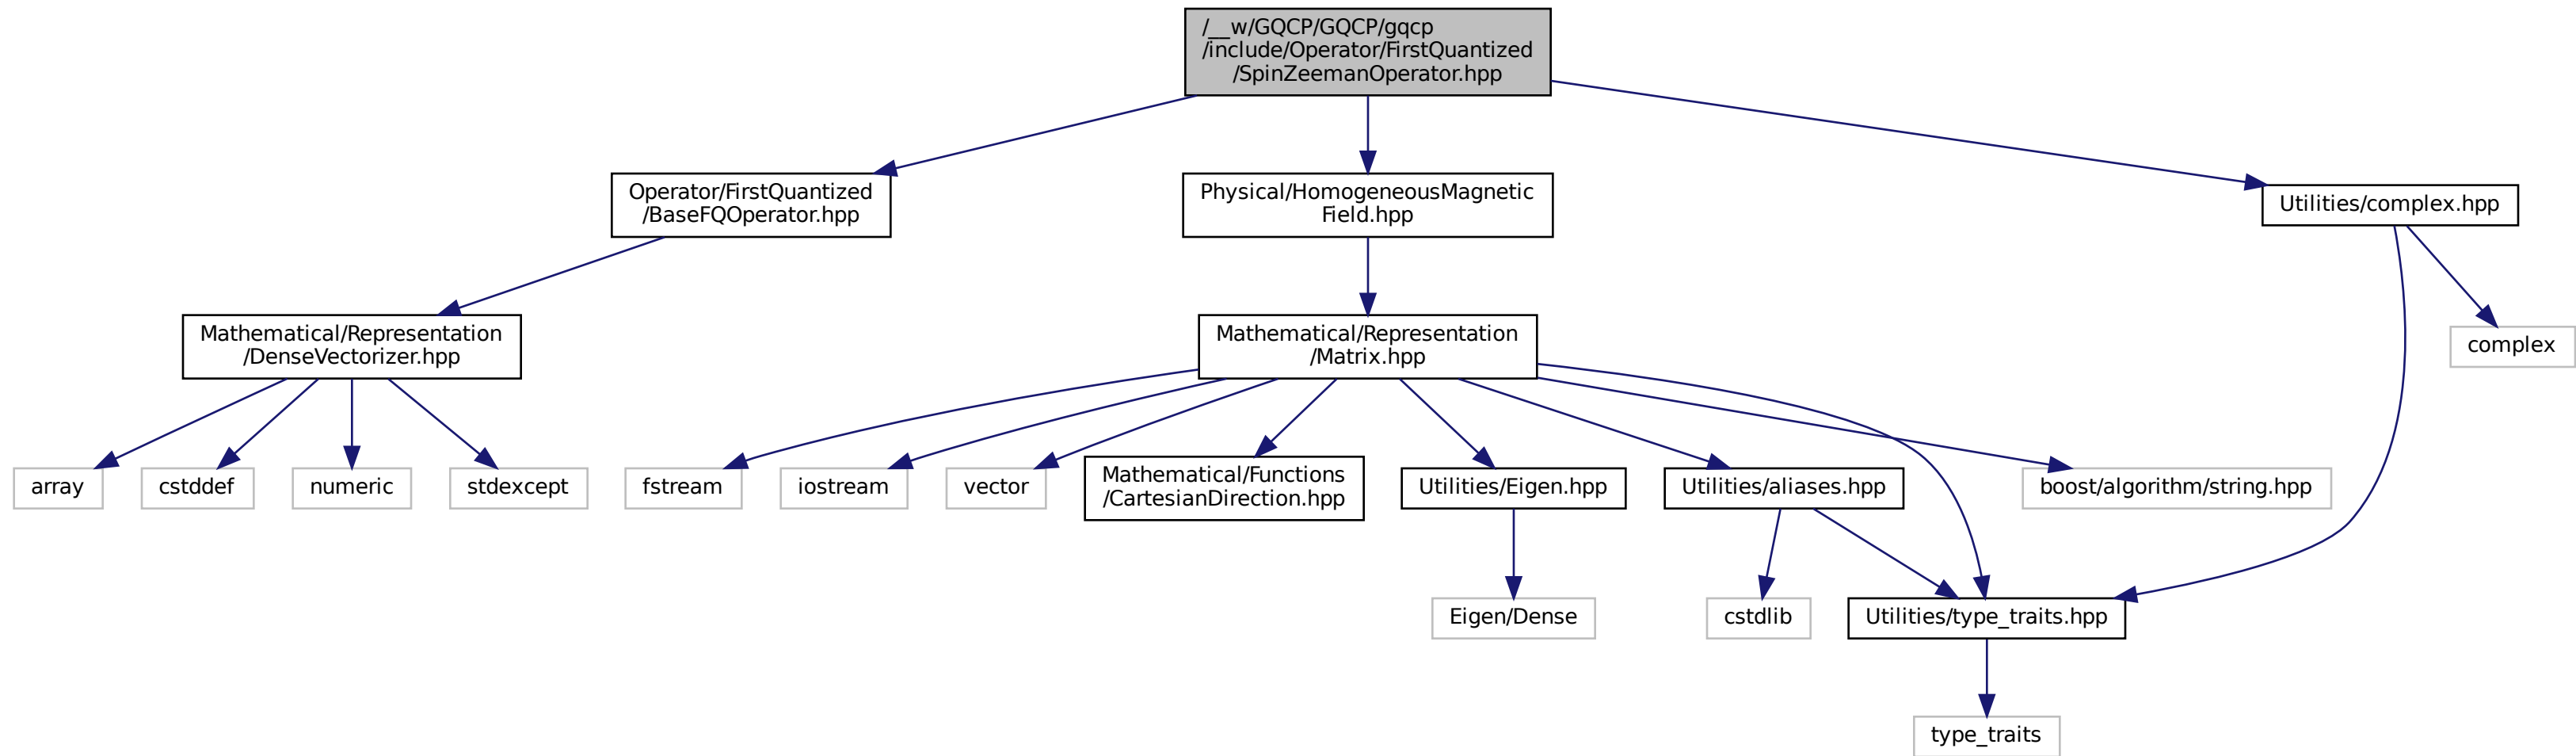 /__w/GQCP/GQCP/gqcp
/include/Operator/FirstQuantized
/SpinZeemanOperator.hpp
Operator/FirstQuantized
/BaseFQOperator.hpp
Physical/HomogeneousMagnetic
Field.hpp
Utilities/complex.hpp
Mathematical/Representation
/DenseVectorizer.hpp
Mathematical/Representation
/Matrix.hpp
complex
array
cstddef
numeric
stdexcept
fstream
iostream
vector
Mathematical/Functions
/CartesianDirection.hpp
Utilities/Eigen.hpp
Utilities/aliases.hpp
boost/algorithm/string.hpp
Eigen/Dense
cstdlib
Utilities/type_traits.hpp
type_traits